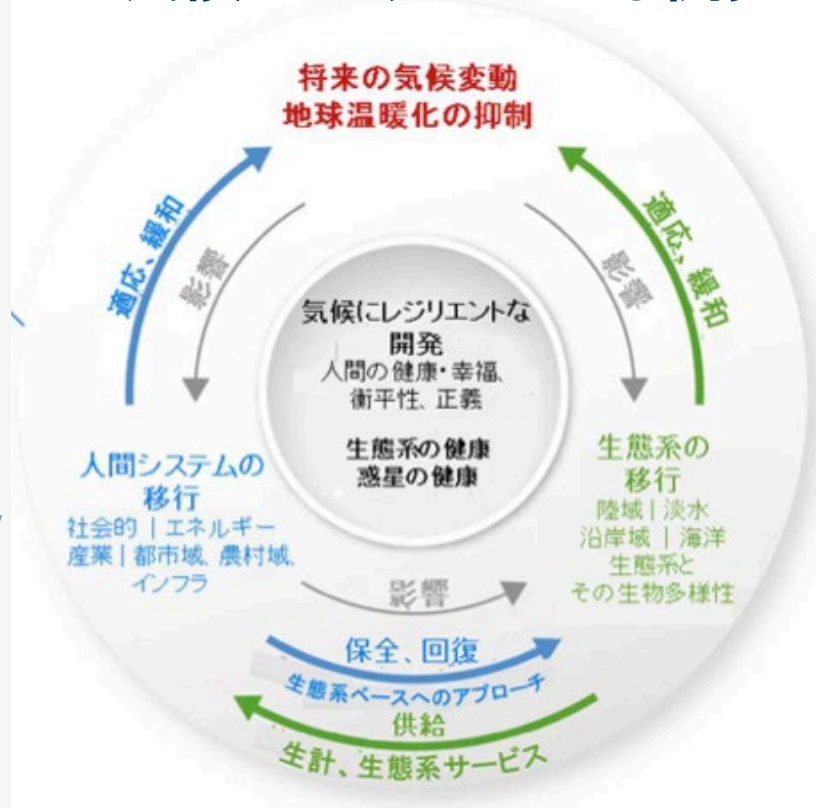 将来の気候変動
地球温暖化の抑制
適応、緩和
影響
適応、緩和
影響
気候にレジリエントな
開発
人間の健康・幸福、
衡平性、正義
生態系の健康
惑星の健康
人間システムの
移行
社会的 | エネルギー
産業 | 都市域、農村域、
インフラ
生態系の
移行
陸域 | 淡水
沿岸域 | 海洋
生態系と
その生物多様性
影響
保全、回復
生態系ベースへのアプローチ
供給
生計、生態系サービス